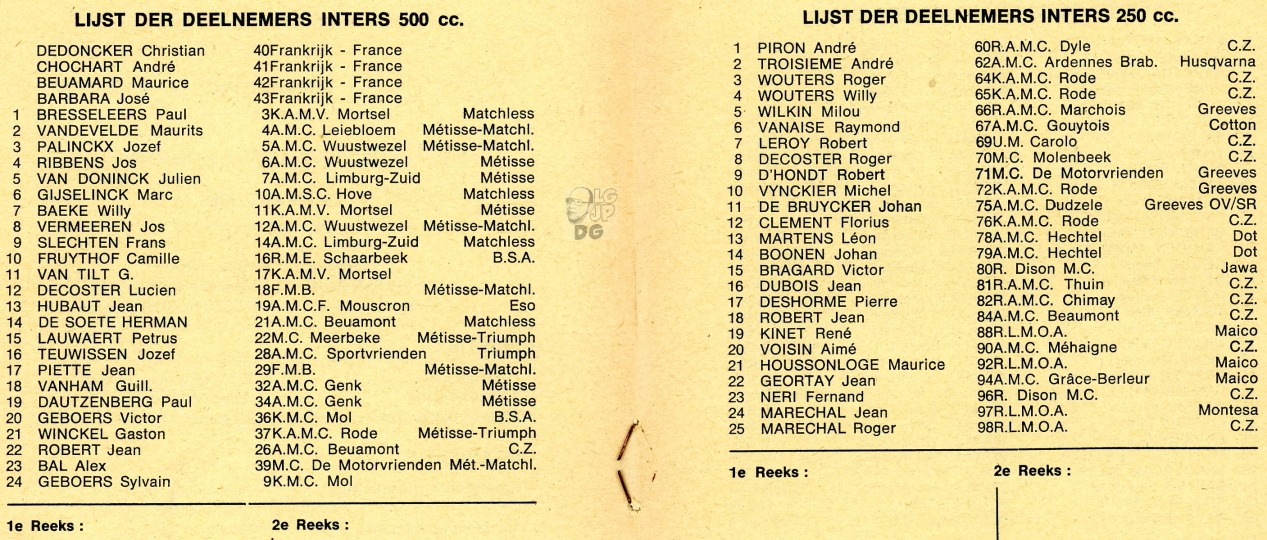 LIJST DER DEELNEMERS INTERS 500 cc.
DEDONCKER Christian 40Frankrijk - France
CHOCHART André 41Frankrijk - France
BEUAMARD Maurice 42Frankrijk - France
BARBARA José 43Frankrijk - France
1 BRESSELEERS Paul 3K.A.M.V. Mortsel Matchless
2 VANDEVELDE Maurits 4A.M.C. Leiebloem Métisse-Matchl.
3 PALINCKX Jozef 5A.M.C. Wuustwezel Métisse-Matchl.
4 RIBBENS Jos 6A.M.C. Wuustwezel Métisse
5 VAN DONINCK Julien 7A.M.C. Limburg-Zuid Métisse
6 GIJSELINCK Marc 10A.M.S.C. Hove Matchless
7 BAEKE Willy 11K.A.M.V. Mortsel Métisse
8 VERMEEREN Jos 12A.M.C. Wuustwezel Métisse-Matchl.
9 SLECHTEN Frans 14A.M.C. Limburg-Zuid Matchless
10 FRUYTHOF Camille 16R.M.E. Schaarbeek B.S.A.
11 VAN TILT G. 17K.A.M.V. Mortsel
12 DECOSTER Lucien 18F.M.B. Métisse-Matchl.
13 HUBAUT Jean 19A.M.C.F. Mouscron Eso
14 DE SOETE HERMAN 21A.M.C. Beuamont Matchless
15 LAUWAERT Petrus 22M.C. Meerbeke Métisse-Triumph
16 TEUWISSEN Jozef 28A.M.C. Sportvrienden Triumph
17 PIETTE Jean 29F.M.B. Métisse-Matchl.
18 VANHAM Guill. 32A.M.C. Genk Métisse
19 DAUTZENBERG Paul 34A.M.C. Genk Métisse
20 GEBOERS Victor 36K.M.C. Mol B.S.A.
21 WINCKEL Gaston 37K.A.M.C. Rode Métisse-Triumph
22 ROBERT Jean 26A.M.C. Beuamont C.Z.
23 BAL Alex 39M.C. De Motorvrienden Mét.-Matchl.
24 GEBOERS Sylvain 9K.M.C. Mol
1e Reeks : 2e Reeks :
LG
JP
DG
LIJST DER DEELNEMERS INTERS 250 cc.
1 PIRON André 60R.A.M.C. Dyle C.Z.
2 TROISIEME André 62A.M.C. Ardennes Brab. Husqvarna
3 WOUTERS Roger 64K.A.M.C. Rode C.Z.
4 WOUTERS Willy 65K.A.M.C. Rode C.Z.
5 WILKIN Milou 66R.A.M.C. Marchois Greeves
6 VANAISE Raymond 67A.M.C. Gouytois Cotton
7 LEROY Robert 69U.M. Carolo C.Z.
8 DECOSTER Roger 70M.C. Molenbeek C.Z.
9 D'HONDT Robert 71M.C. De Motorvrienden Greeves
10 VYNCKIER Michel 72K.A.M.C. Rode Greeves
11 DE BRUYCKER Johan 75A.M.C. Dudzele Greeves OV/SR
12 CLEMENT Florius 76K.A.M.C. Rode C.Z.
13 MARTENS Léon 78A.M.C. Hechtel Dot
14 BOONEN Johan 79A.M.C. Hechtel Dot
15 BRAGARD Victor 80R. Dison M.C. Jawa
16 DUBOIS Jean 81R.A.M.C. Thuin C.Z.
17 DESHORME Pierre 82R.A.M.C. Chimay C.Z.
18 ROBERT Jean 84A.M.C. Beaumont C.Z.
19 KINET René 88R.L.M.O.A. Maico
20 VOISIN Aimé 90A.M.C. Méhaigne C.Z.
21 HOUSSONLOGE Maurice 92R.L.M.O.A. Maico
22 GEORTAY Jean 94A.M.C. Grâce-Berleur Maico
23 NERI Fernand 96R. Dison M.C. C.Z.
24 MARECHAL Jean 97R.L.M.O.A. Montesa
25 MARECHAL Roger 98R.L.M.O.A. C.Z.
1e Reeks : 2e Reeks :